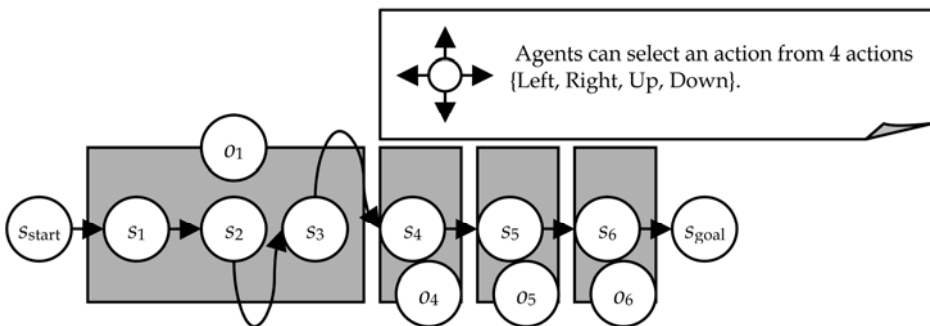 Agents can select an action from 4 actions
{Left, Right, Up, Down}.
o1
sstart
s1
s2
s3
s4
s5
s6
sgoal
o4
o5
o6